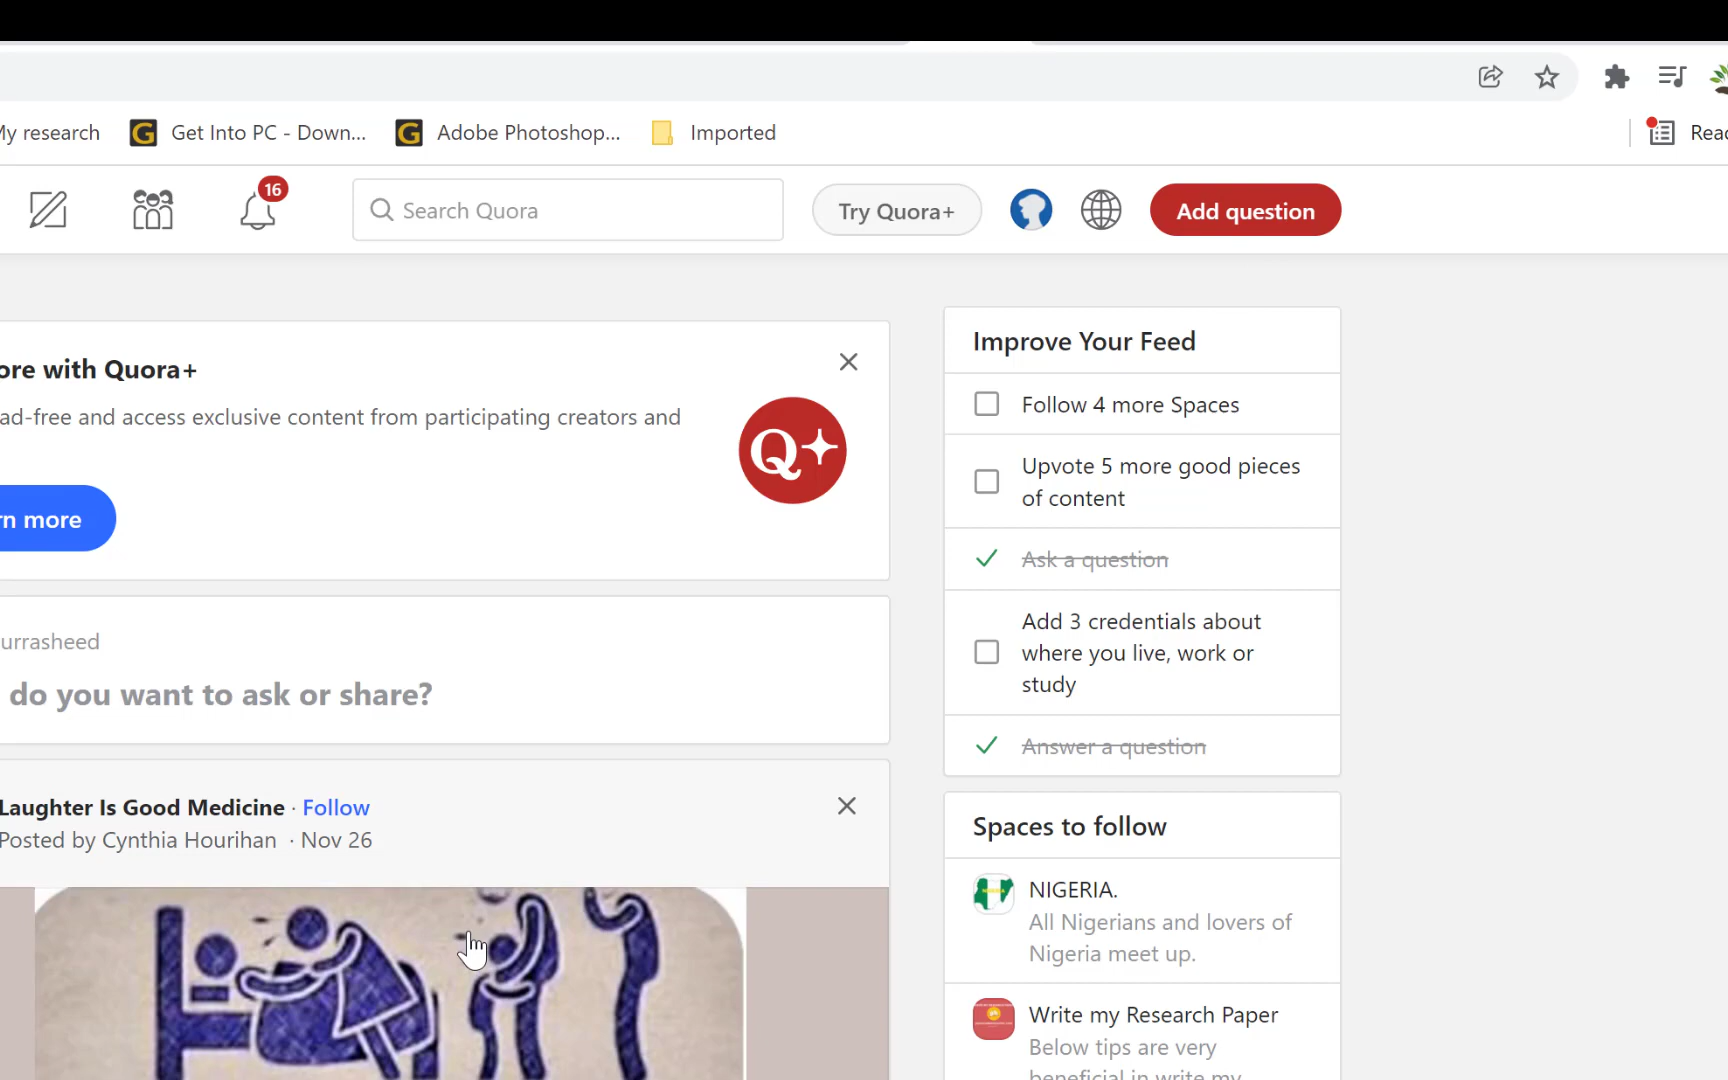 My research
Get Into PC - Down...
Adobe Photoshop...
Imported
16
Search Quora
Try Quora+
Add question
with Quora+
ad-free and access exclusive content from participating creators and
more
do you want to ask or share?
Laughter Is Good Medicine · Follow
Posted by Cynthia Hourihan · Nov 26
Improve Your Feed
Follow 4 more Spaces
Upvote 5 more good pieces
of content
Ask a question
Add 3 credentials about
where you live, work or
study
Answer a question
Spaces to follow
NIGERIA.
All Nigerians and lovers of
Nigeria meet up.
Write my Research Paper
Below tips are very
beneficial in write my